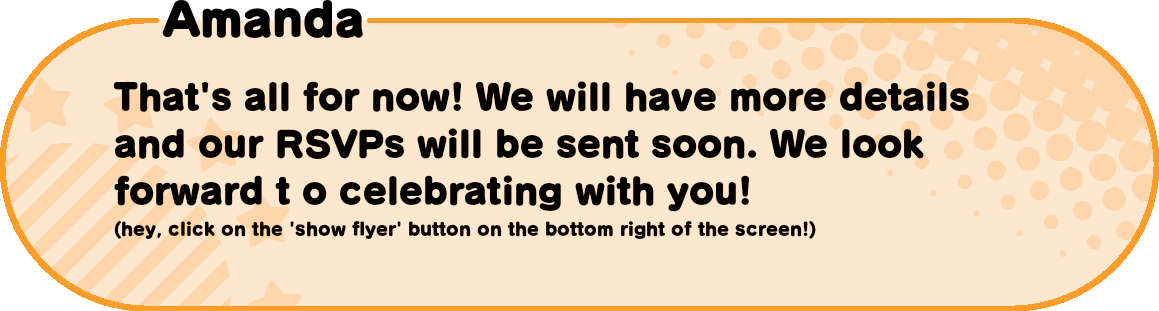 Amanda
That's all for now! We will have more details
and our RSVPs will be sent soon. We look
forward t o celebrating with you!
(hey, click on the 'show flyer' button on the bottom right of the screen!)